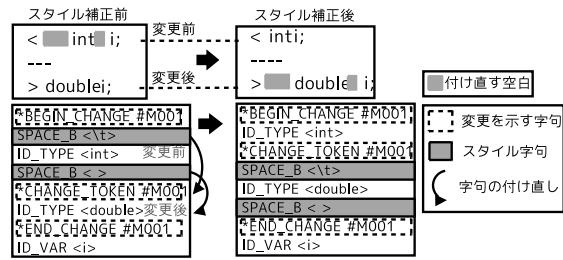 スタイル補正前
< int i;
---
> doublei;
変更前
変更後
スタイル補正後
< inti;
----
> double i;
付け直す空白
*BEGIN_CHANGE #M001
SPACE_B <\t>
ID_TYPE <int> 変更前
SPACE_B < >
*CHANGE_TOKEN #M001
ID_TYPE <double>変更後
*END_CHANGE #M001
ID_VAR <i>
*BEGIN_CHANGE #M001
ID_TYPE <int>
*CHANGE_TOKEN #M001
SPACE_B <\t>
ID_TYPE <double>
SPACE_B < >
*END_CHANGE #M001
ID_VAR <i>
変更を示す字句
スタイル字句
字句の付け直し